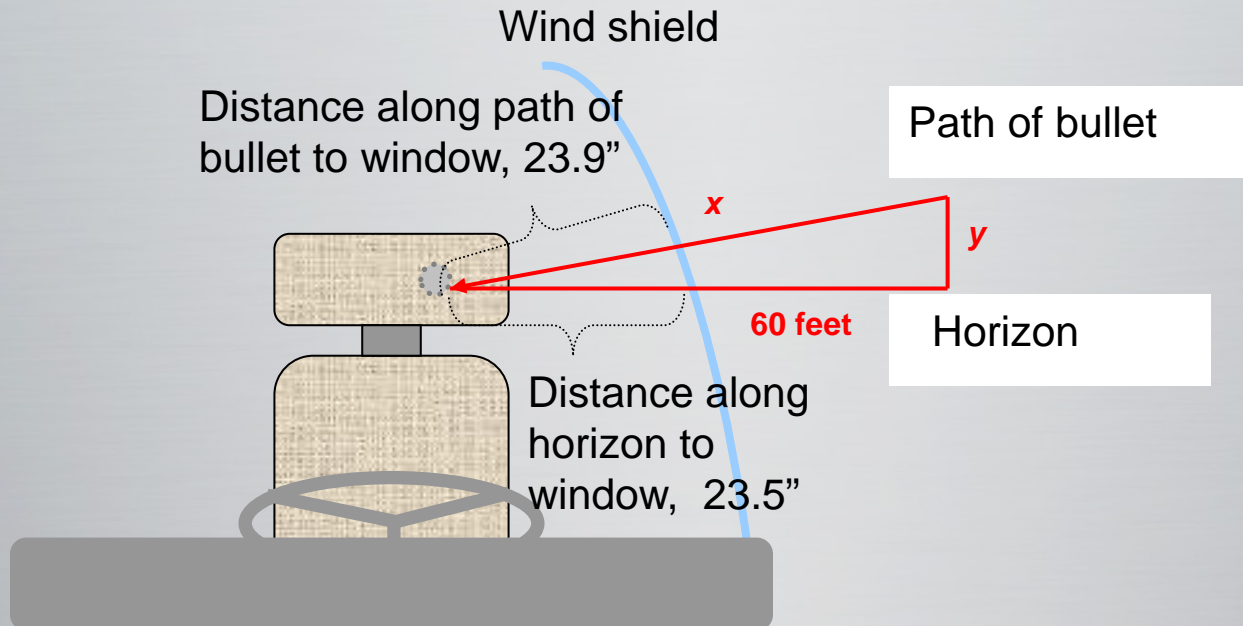 Wind shield
Distance along path of
bullet to window, 23.9”
Path of bullet
x
y
60 feet
Horizon
Distance along
horizon to
window,  23.5”